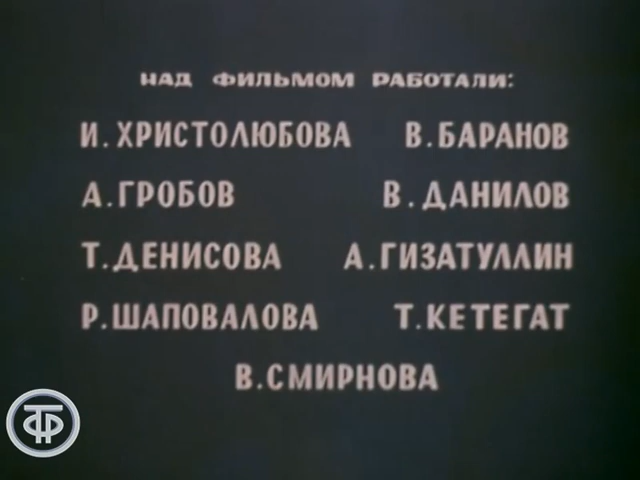 НАД ФИЛЬМОМ РАБОТАЛИ:
И. ХРИСТОЛЮБОВА В. БАРАНОВ
А. ГРОБОВ В. ДАНИЛОВ
Т. ДЕНИСОВА А. ГИЗАТУЛЛИН
Р. ШАПОВАЛОВА Т. КЕТЕГАТ
В. СМИРНОВА